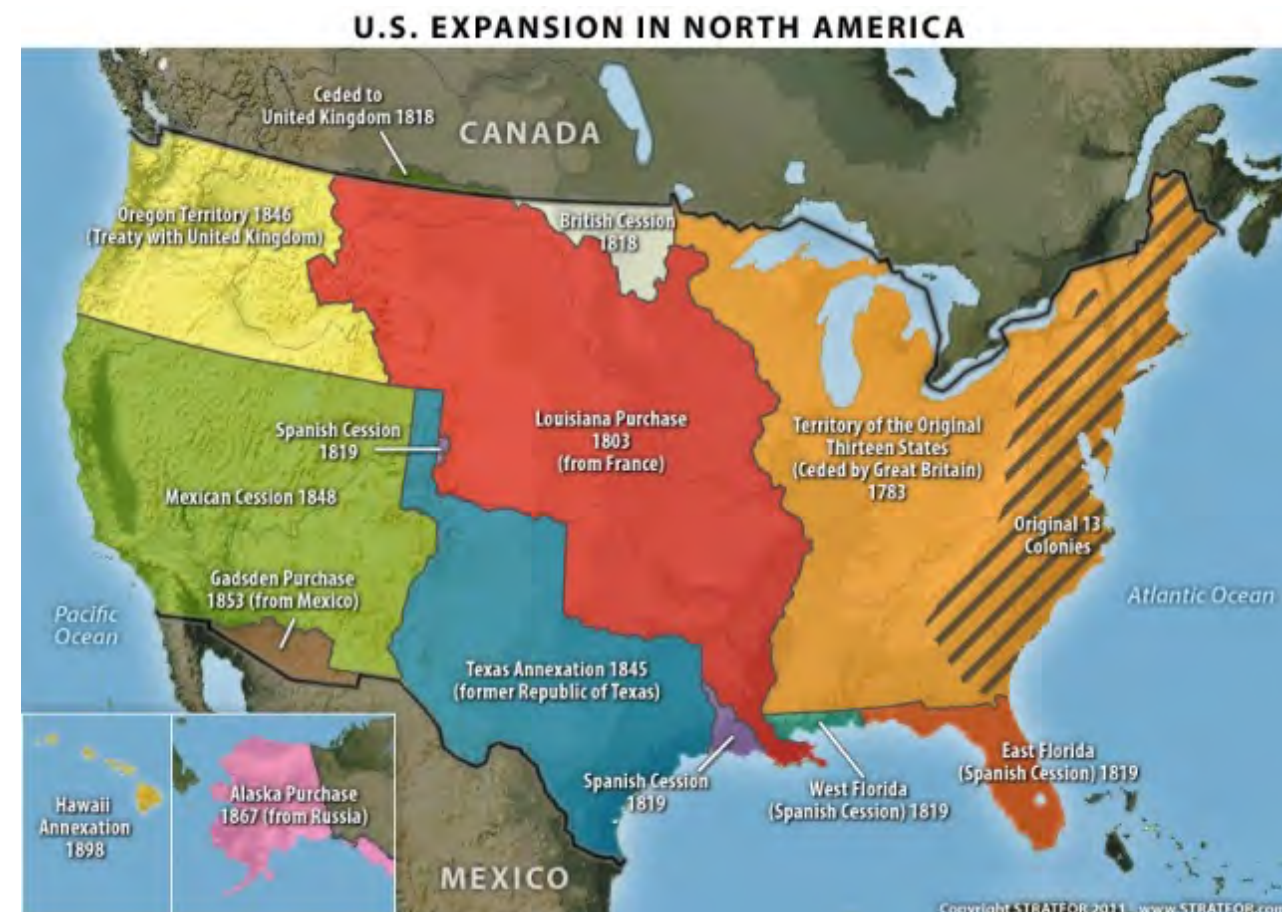 U.S. EXPANSION IN NORTH AMERICA
Ceded to
United Kingdom 1818
CANADA
Oregon Territory 1846
(Treaty with United Kingdom)
British Cession
1818
Spanish Cession
1819
Louisiana Purchase
1803
(from France)
Territory of the Original
Thirteen States
(Ceded by Great Britain)
1783
Mexican Cession 1848
Original 13
Colonies
Gadsden Purchase
1853 (from Mexico)
Pacific
Ocean
Atlantic Ocean
Texas Annexation 1845
(former Republic of Texas)
Spanish Cession
1819
West Florida
(Spanish Cession) 1819
East Florida
(Spanish Cession) 1819
Hawaii
Annexation
1898
Alaska Purchase
1867 (from Russia)
MEXICO
Copyright STRATFOR 2011 www.STRATFOR.com